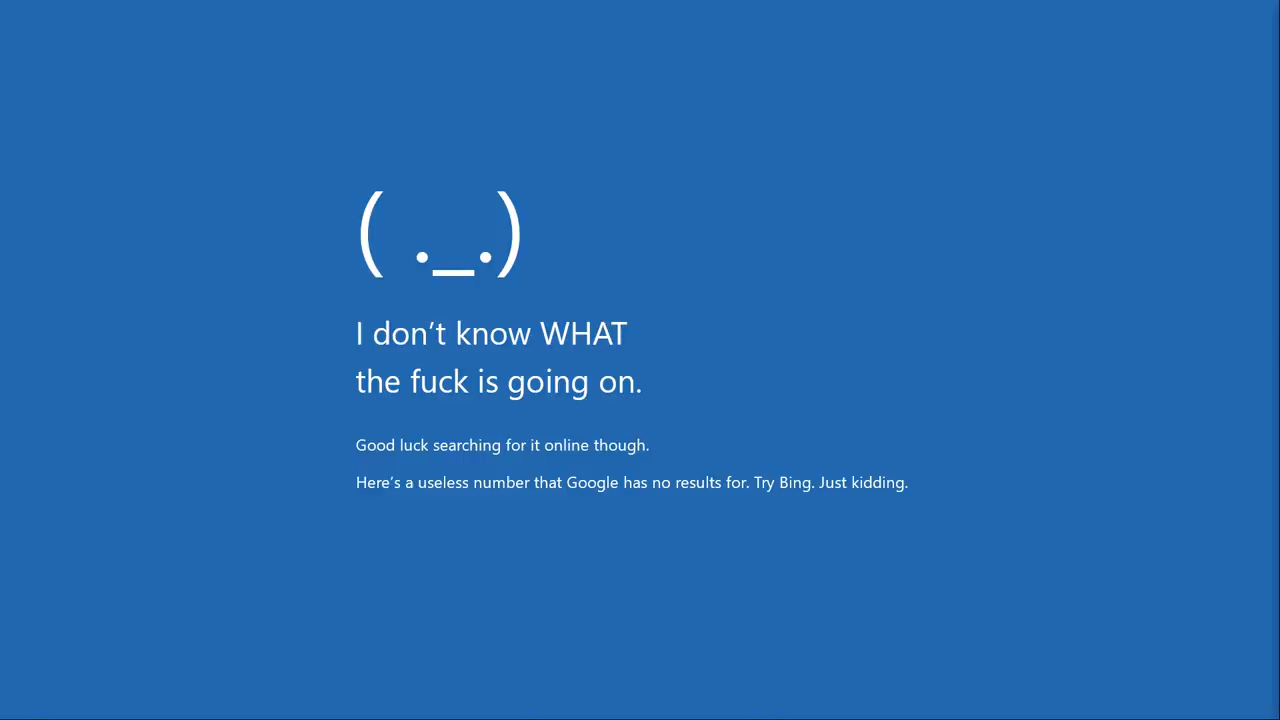 ( ._.)
I don’t know WHAT
the fuck is going on.
Good luck searching for it online though.
Here’s a useless number that Google has no results for. Try Bing. Just kidding.